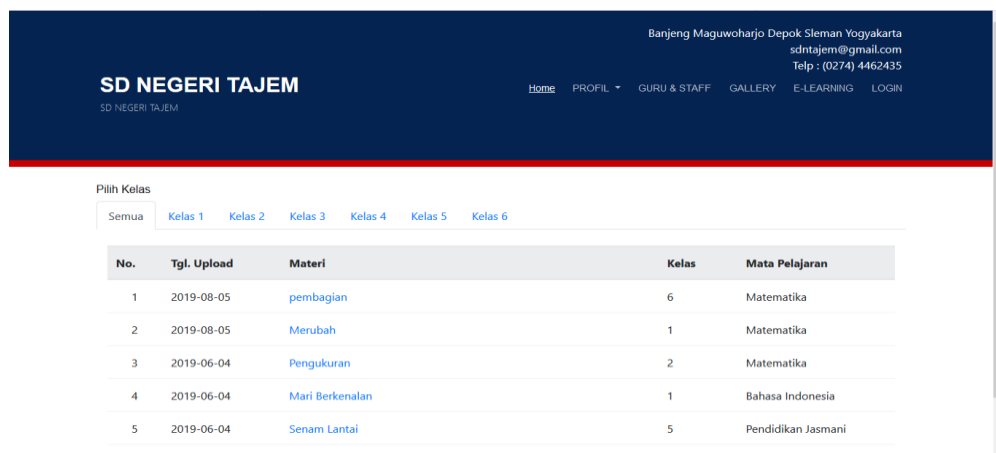 Banjeng Maguwoharjo Depok Sleman Yogyakarta
sdntajem@gmail.com
Telp : (0274) 4462435
SD NEGERI TAJEM
SD NEGERI TAJEM
Home PROFIL GURU & STAFF GALLERY E-LEARNING LOGIN
Pilih Kelas
Semua Kelas 1 Kelas 2 Kelas 3 Kelas 4 Kelas 5 Kelas 6
No. Tgl. Upload Materi Kelas Mata Pelajaran
1 2019-08-05 pembagian 6 Matematika
2 2019-08-05 Merubah 1 Matematika
3 2019-06-04 Pengukuran 2 Matematika
4 2019-06-04 Mari Berkenalan 1 Bahasa Indonesia
5 2019-06-04 Senam Lantai 5 Pendidikan Jasmani